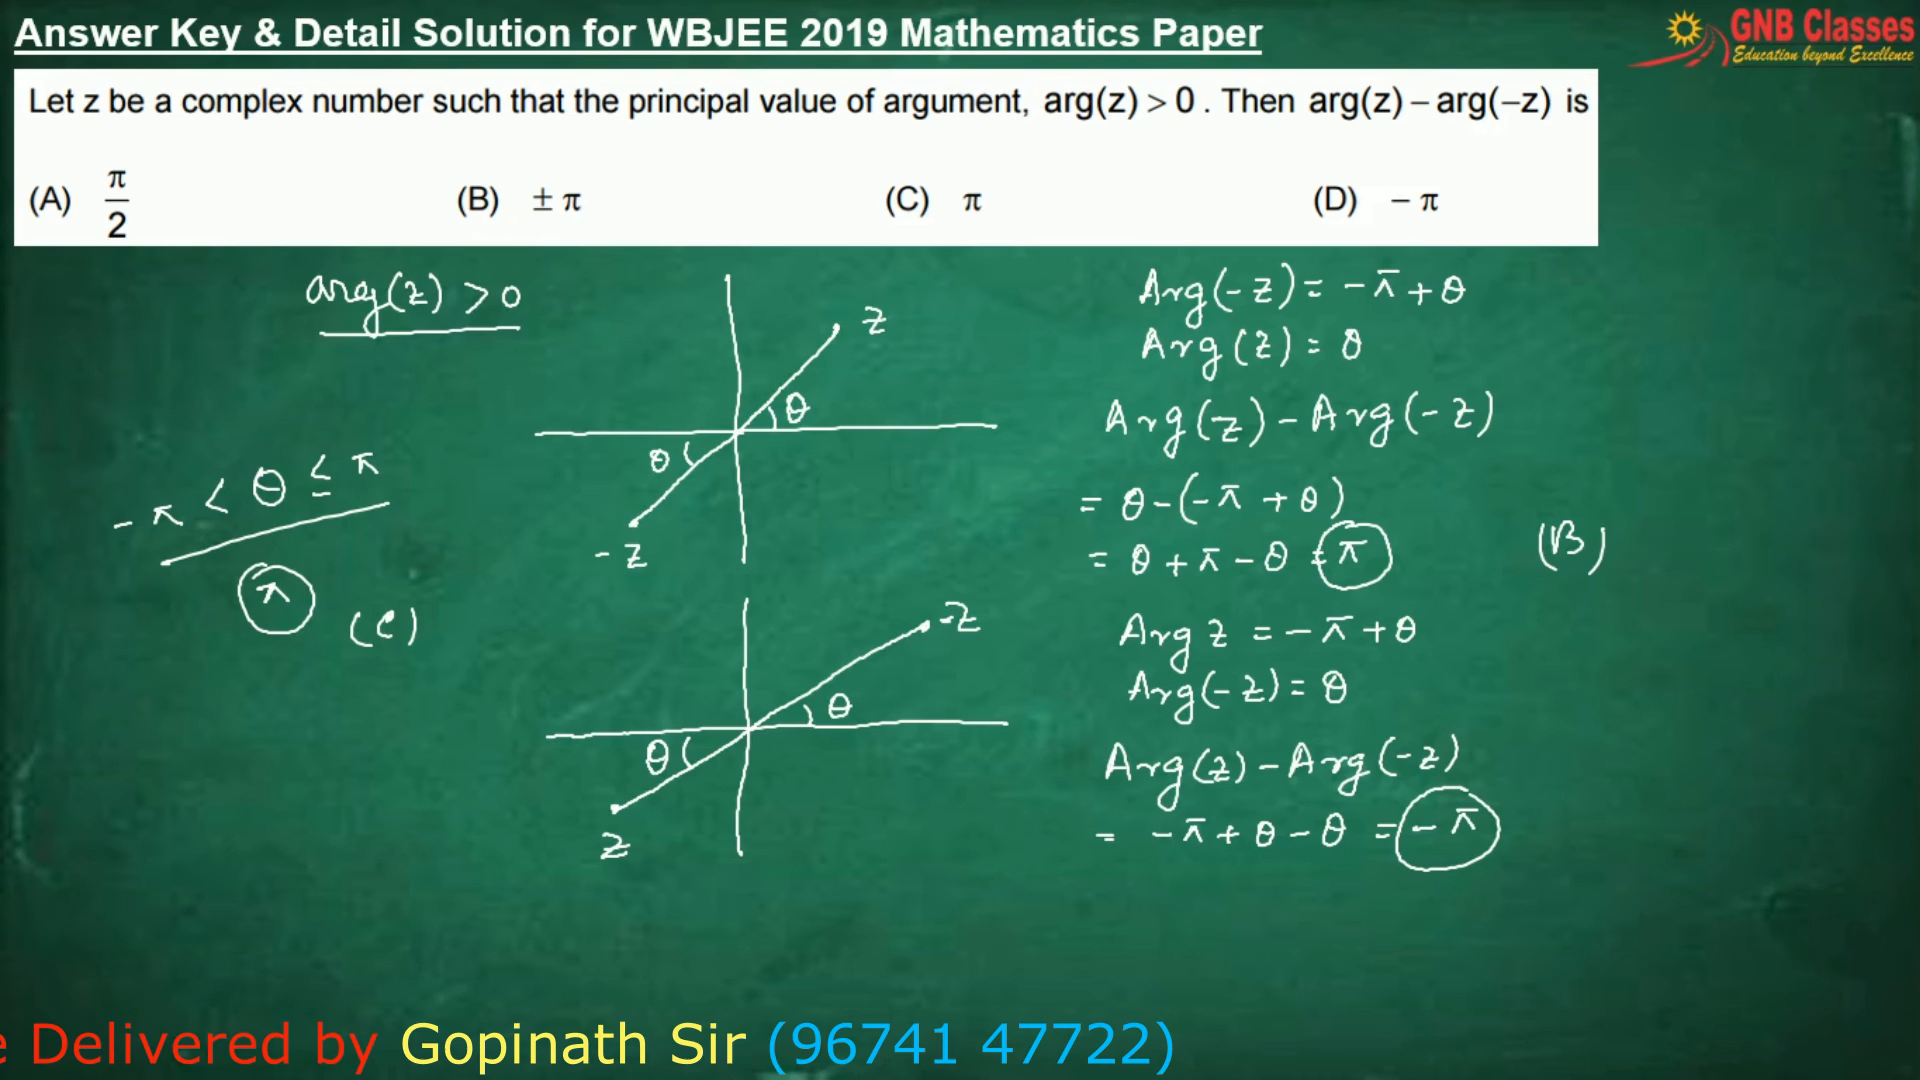 Answer Key & Detail Solution for WBJEE 2019 Mathematics Paper
GNB Classes
Education beyond Excellence
Let z be a complex number such that the principal value of argument, arg(z) > 0 . Then arg(z) – arg(–z) is
(A) π/2 (B) ± π (C) π (D) – π
arg(z) > 0
-π < θ ≤ π
π (C)
z
θ
θ
-z
-z
θ
θ
z
Arg(-z) = -π + θ
Arg(z) = θ
Arg(z) - Arg(-z)
= θ - (-π + θ)
= θ + π - θ = π
(B)
Arg z = -π + θ
Arg(-z) = θ
Arg(z) - Arg(-z)
= -π + θ - θ = -π
e Delivered by Gopinath Sir (96741 47722)